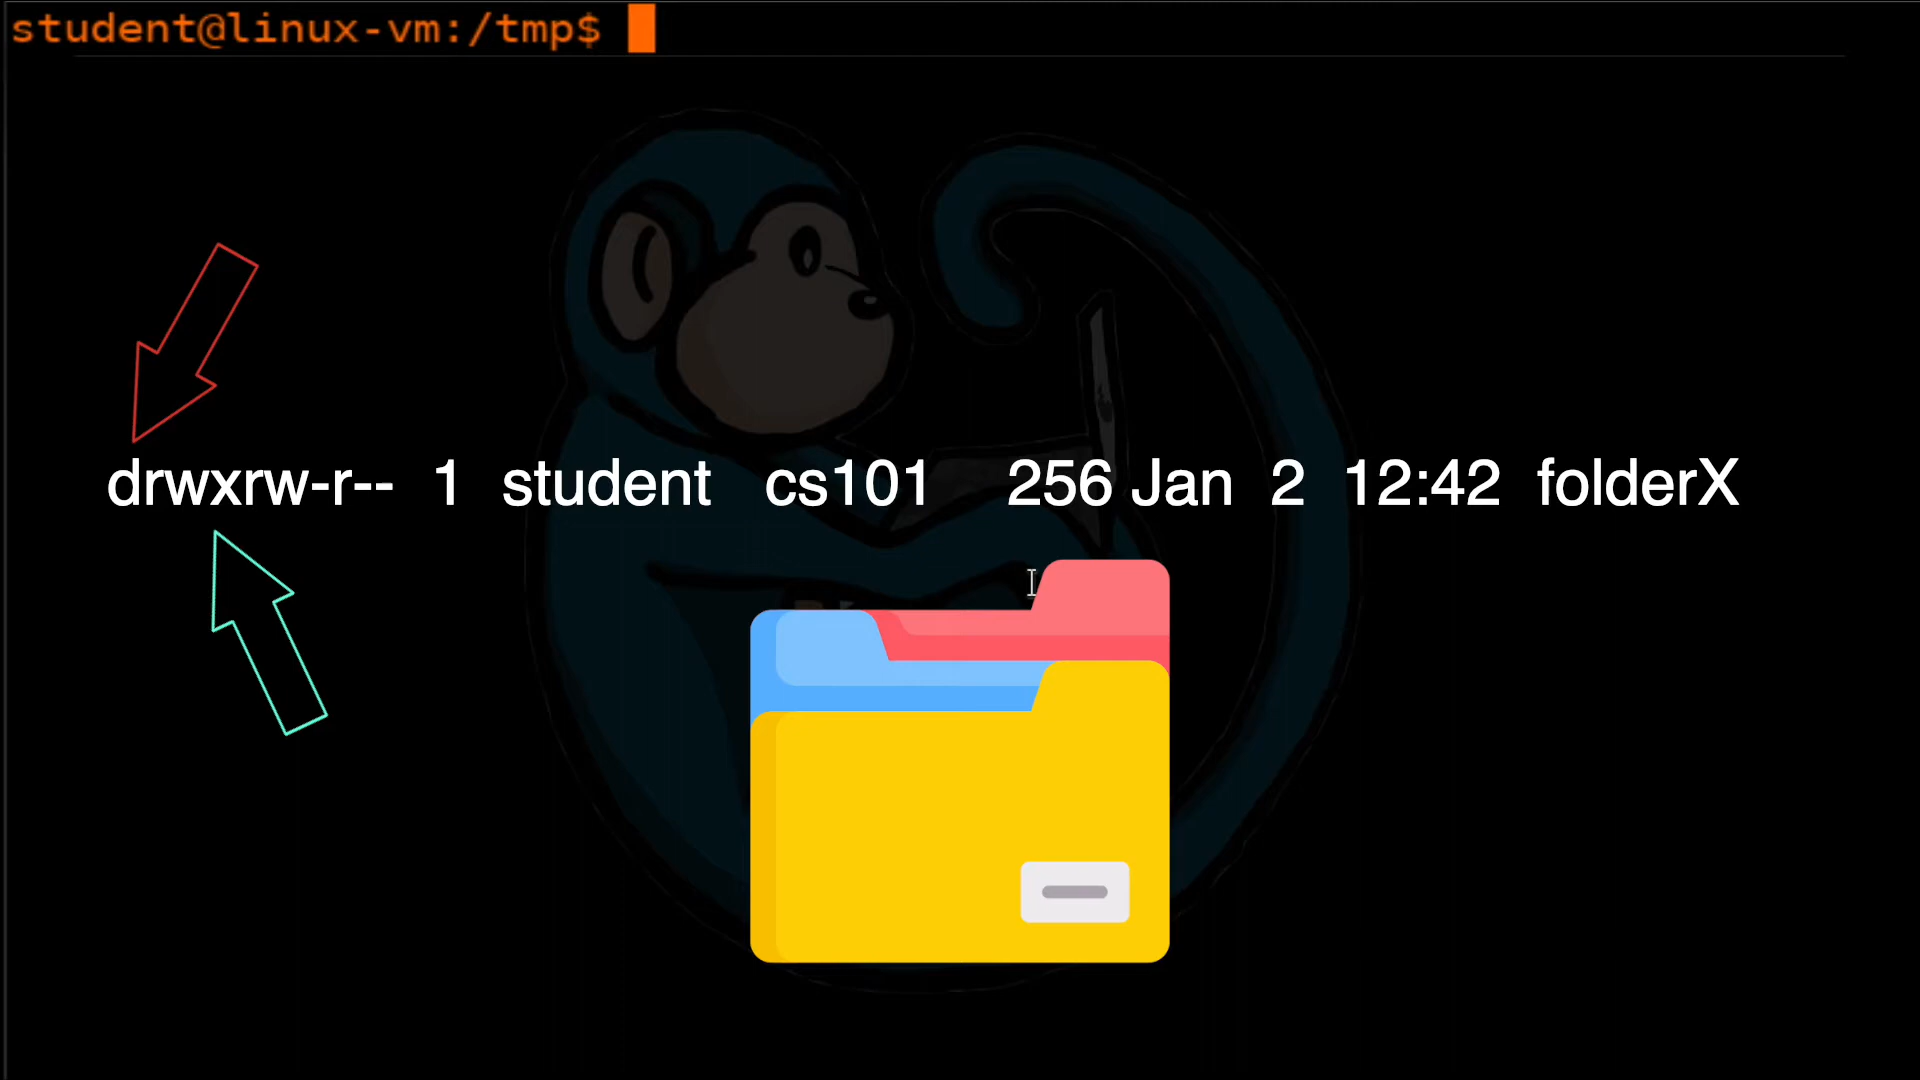 student@linux-vm:/tmp$
drwxrw-r-- 1 student cs101 256 Jan 2 12:42 folderX